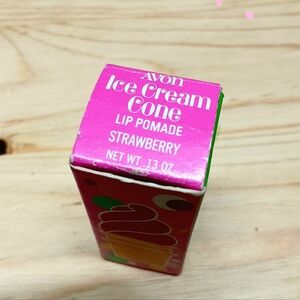 AVON
Ice Cream
Cone
LIP POMADE
STRAWBERRY
NET WT. .13 OZ.